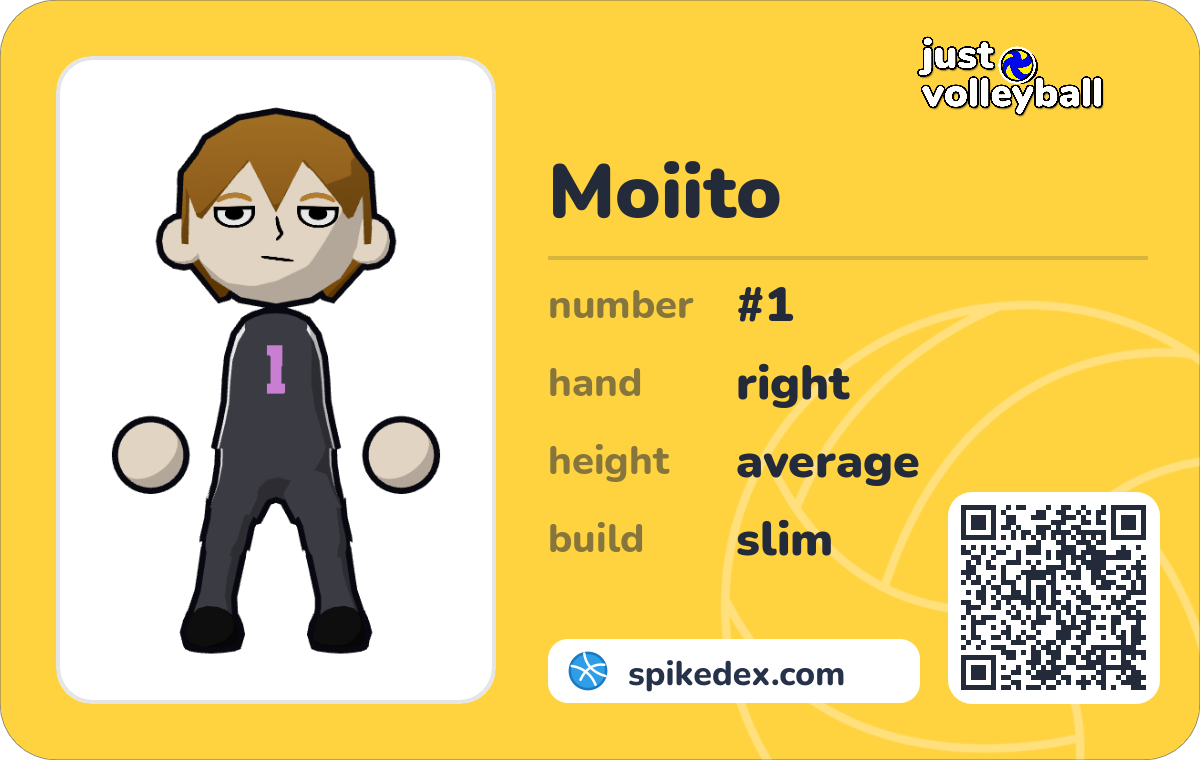 just
volleyball
Moiito
number #1
hand right
height average
build slim
1
spikedex.com